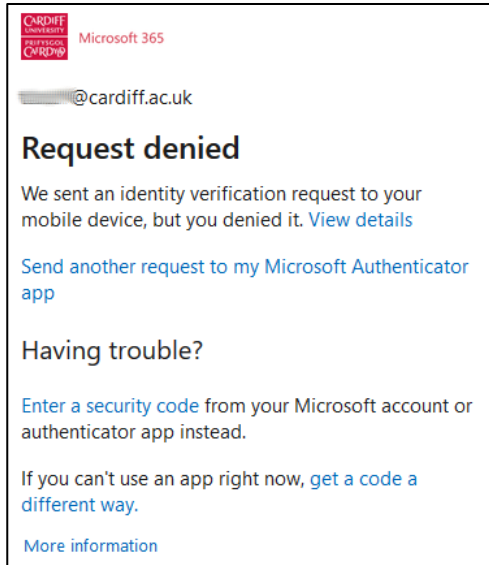 CARDIFF
UNIVERSITY
PRIFYSGOL
CAERDYDD
Microsoft 365
@cardiff.ac.uk
Request denied
We sent an identity verification request to your
mobile device, but you denied it. View details
Send another request to my Microsoft Authenticator
app
Having trouble?
Enter a security code from your Microsoft account or
authenticator app instead.
If you can't use an app right now, get a code a
different way.
More information